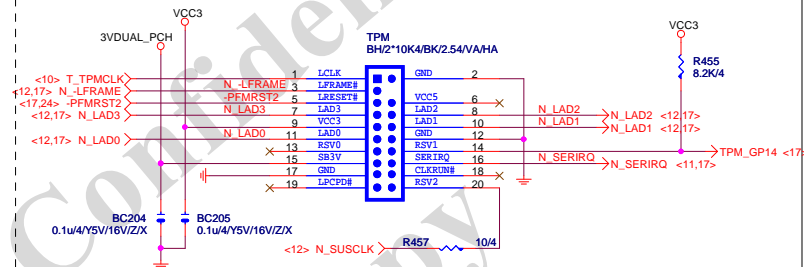 VCC3
3VDUAL_PCH
TPM
BH/2*10K4/BK/2.54/VA/HA
VCC3
R455
8.2K/4
<10> T_TPMCLK 1 LCLK GND 2
<12,17> N_-LFRAME N_-LFRAME 3 LFRAME#
<17,24> -PFMRST2 -PFMRST2 5 LRESET# VCC5 6
<12,17> N_LAD3 N_LAD3 7 LAD3 LAD2 8 N_LAD2 N_LAD2 <12,17>
9 VCC3 LAD1 10 N_LAD1 N_LAD1 <12,17>
<12,17> N_LAD0 N_LAD0 11 LAD0 GND 12
13 RSV0 RSV1 14 TPM_GP14 <17
15 SB3V SERIRQ 16 N_SERIRQ N_SERIRQ <11,17>
17 GND CLKRUN# 18
19 LPCPD# RSV2 20
BC204 BC205
0.1u/4/Y5V/16V/Z/X 0.1u/4/Y5V/16V/Z/X
<12> N_SUSCLK R457 10/4
Confidential
Copy